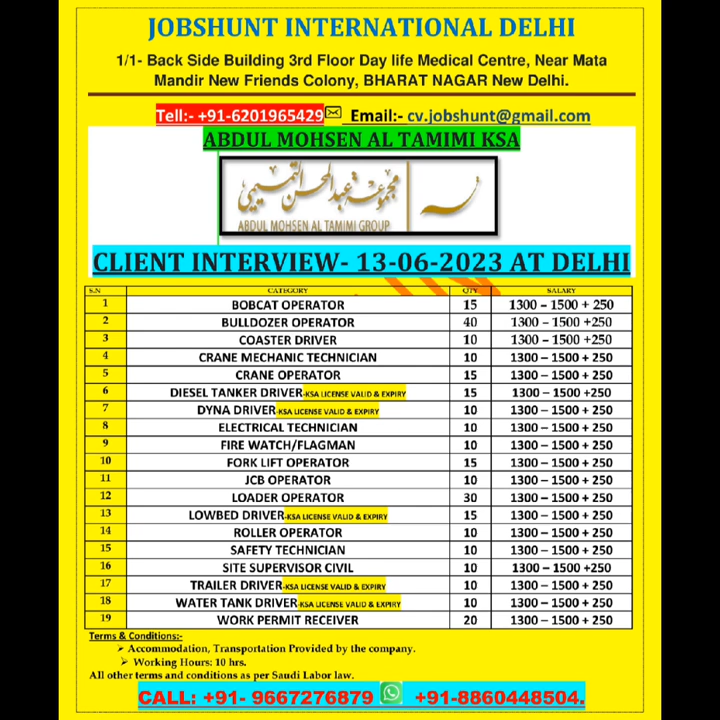 JOBSHUNT INTERNATIONAL DELHI
1/1- Back Side Building 3rd Floor Day life Medical Centre, Near Mata
Mandir New Friends Colony, BHARAT NAGAR New Delhi.
Tell:- +91-6201965429 Email:- cv.jobshunt@gmail.com
ABDUL MOHSEN AL TAMIMI KSA
مجموعة عبدالمحسن التميمي
ABDUL MOHSEN AL TAMIMI GROUP
CLIENT INTERVIEW- 13-06-2023 AT DELHI
S.N CATEGORY QTY SALARY
1 BOBCAT OPERATOR 15 1300 – 1500 + 250
2 BULLDOZER OPERATOR 40 1300 – 1500 +250
3 COASTER DRIVER 10 1300 – 1500 +250
4 CRANE MECHANIC TECHNICIAN 10 1300 – 1500 + 250
5 CRANE OPERATOR 15 1300 – 1500 + 250
6 DIESEL TANKER DRIVER-KSA LICENSE VALID & EXPIRY 15 1300 – 1500 +250
7 DYNA DRIVER-KSA LICENSE VALID & EXPIRY 10 1300 – 1500 + 250
8 ELECTRICAL TECHNICIAN 10 1300 – 1500 + 250
9 FIRE WATCH/FLAGMAN 10 1300 – 1500 + 250
10 FORK LIFT OPERATOR 15 1300 – 1500 + 250
11 JCB OPERATOR 10 1300 – 1500 + 250
12 LOADER OPERATOR 30 1300 – 1500 + 250
13 LOWBED DRIVER-KSA LICENSE VALID & EXPIRY 15 1300 – 1500 + 250
14 ROLLER OPERATOR 10 1300 – 1500 + 250
15 SAFETY TECHNICIAN 10 1300 – 1500 + 250
16 SITE SUPERVISOR CIVIL 10 1300 – 1500 +250
17 TRAILER DRIVER-KSA LICENSE VALID & EXPIRY 10 1300 – 1500 + 250
18 WATER TANK DRIVER-KSA LICENSE VALID & EXPIRY 10 1300 – 1500 + 250
19 WORK PERMIT RECEIVER 20 1300 – 1500 + 250
Terms & Conditions:-
➢ Accommodation, Transportation Provided by the company.
➢ Working Hours: 10 hrs.
All other terms and conditions as per Saudi Labor law.
CALL: +91- 9667276879 +91-8860448504.